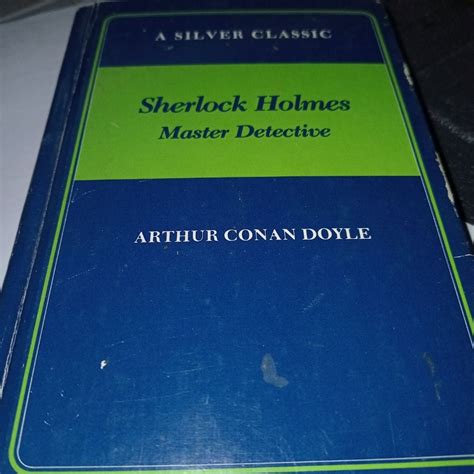 A SILVER CLASSIC
Sherlock Holmes
Master Detective
ARTHUR CONAN DOYLE